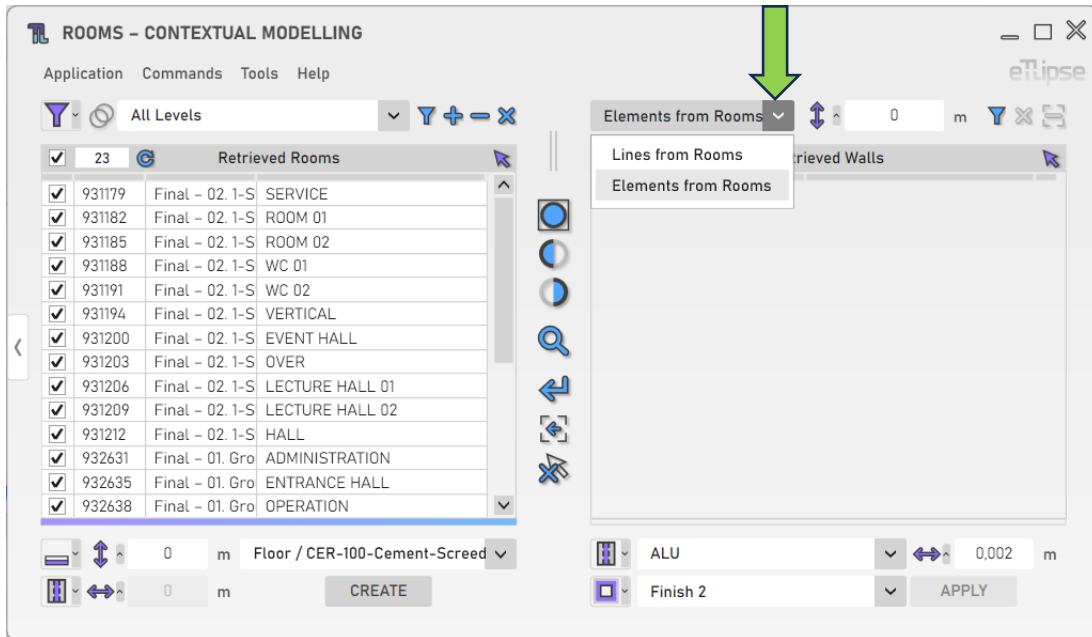 ROOMS – CONTEXTUAL MODELLING
Application Commands Tools Help
eTLipse
All Levels
Elements from Rooms
0 m
23 Retrieved Rooms
trieved Walls
Lines from Rooms
Elements from Rooms
931179 Final – 02. 1-S SERVICE
931182 Final – 02. 1-S ROOM 01
931185 Final – 02. 1-S ROOM 02
931188 Final – 02. 1-S WC 01
931191 Final – 02. 1-S WC 02
931194 Final – 02. 1-S VERTICAL
931200 Final – 02. 1-S EVENT HALL
931203 Final – 02. 1-S OVER
931206 Final – 02. 1-S LECTURE HALL 01
931209 Final – 02. 1-S LECTURE HALL 02
931212 Final – 02. 1-S HALL
932631 Final – 01. Gro ADMINISTRATION
932635 Final – 01. Gro ENTRANCE HALL
932638 Final – 01. Gro OPERATION
0 m Floor / CER-100-Cement-Screed
ALU 0,002 m
0 m CREATE
Finish 2 APPLY